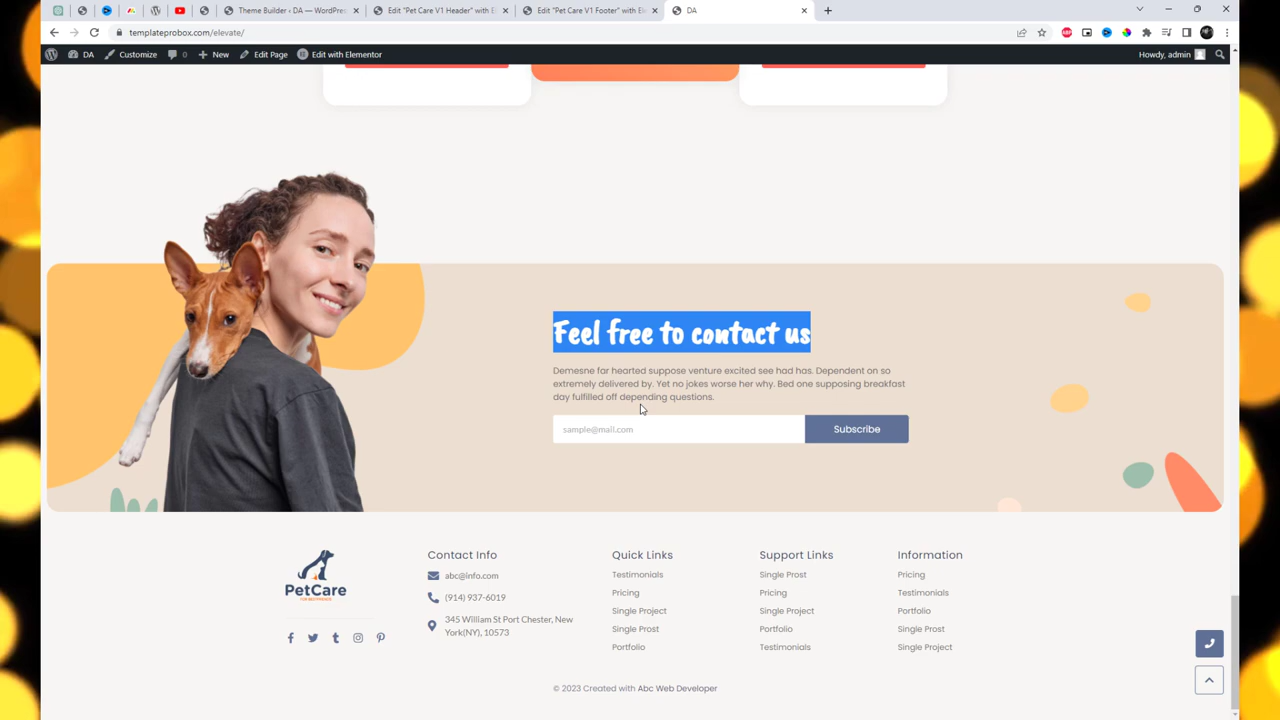 Theme Builder ‹ DA — WordPres
Edit "Pet Care V1 Header" with E
Edit "Pet Care V1 Footer" with Ele
DA
templateprobox.com/elevate/
DA
Customize
0
New
Edit Page
Edit with Elementor
Howdy, admin
Feel free to contact us
Demesne far hearted suppose venture excited see had has. Dependent on so
extremely delivered by. Yet no jokes worse her why. Bed one supposing breakfast
day fulfilled off depending questions.
sample@mail.com
Subscribe
PetCare
Contact Info
abc@info.com
(914) 937-6019
345 William St Port Chester, New
York(NY), 10573
Quick Links
Testimonials
Pricing
Single Project
Single Prost
Portfolio
Support Links
Single Prost
Pricing
Single Project
Portfolio
Testimonials
Information
Pricing
Testimonials
Portfolio
Single Prost
Single Project
© 2023 Created with Abc Web Developer